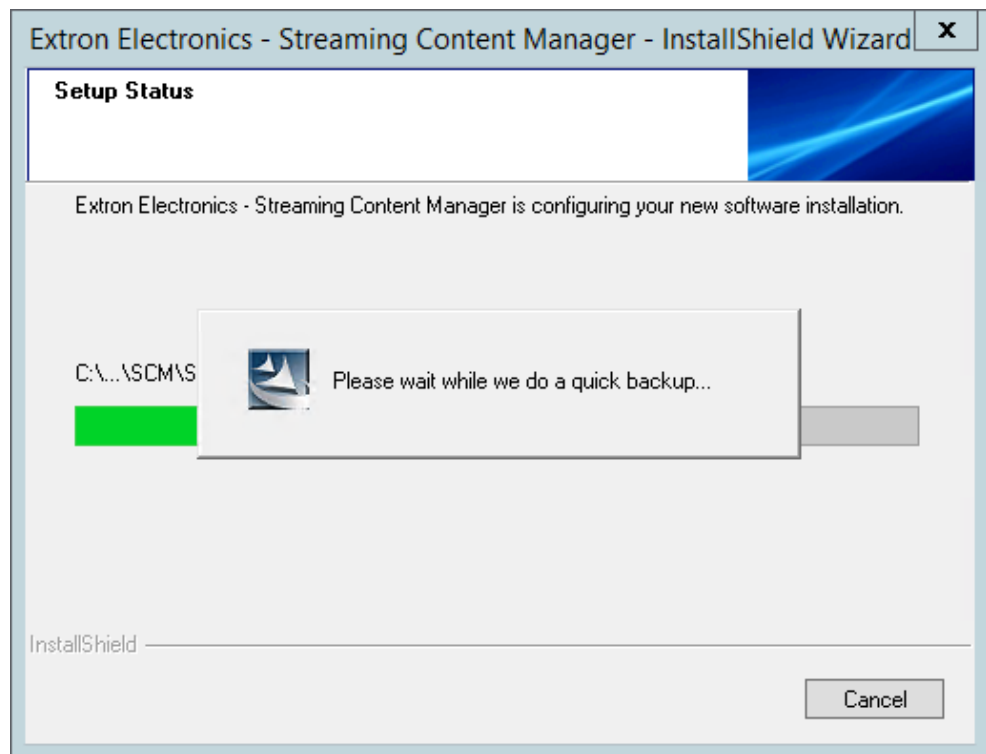 Extron Electronics - Streaming Content Manager - InstallShield Wizard
x
Setup Status
Extron Electronics - Streaming Content Manager is configuring your new software installation.
C:\...\SCM\S
Please wait while we do a quick backup...
InstallShield
Cancel